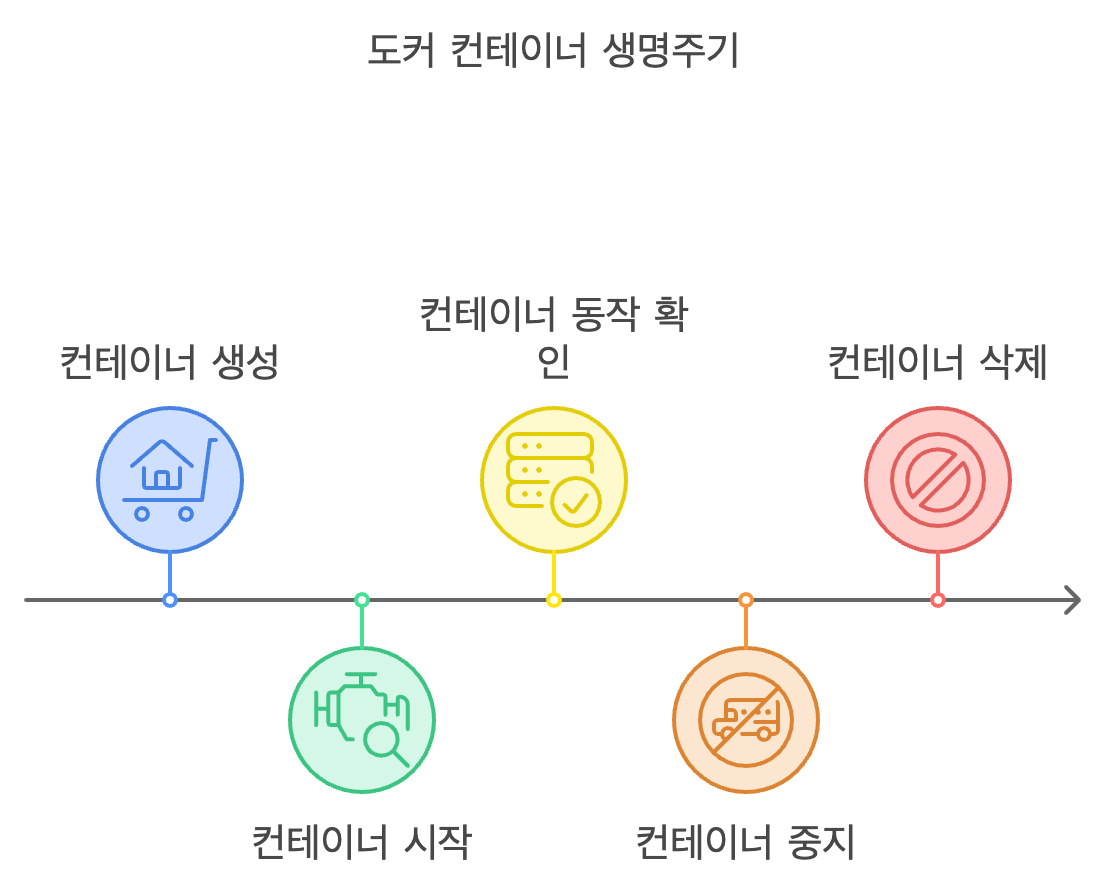 도커 컨테이너 생명주기
컨테이너 생성
컨테이너 시작
컨테이너 동작 확
인
컨테이너 중지
컨테이너 삭제